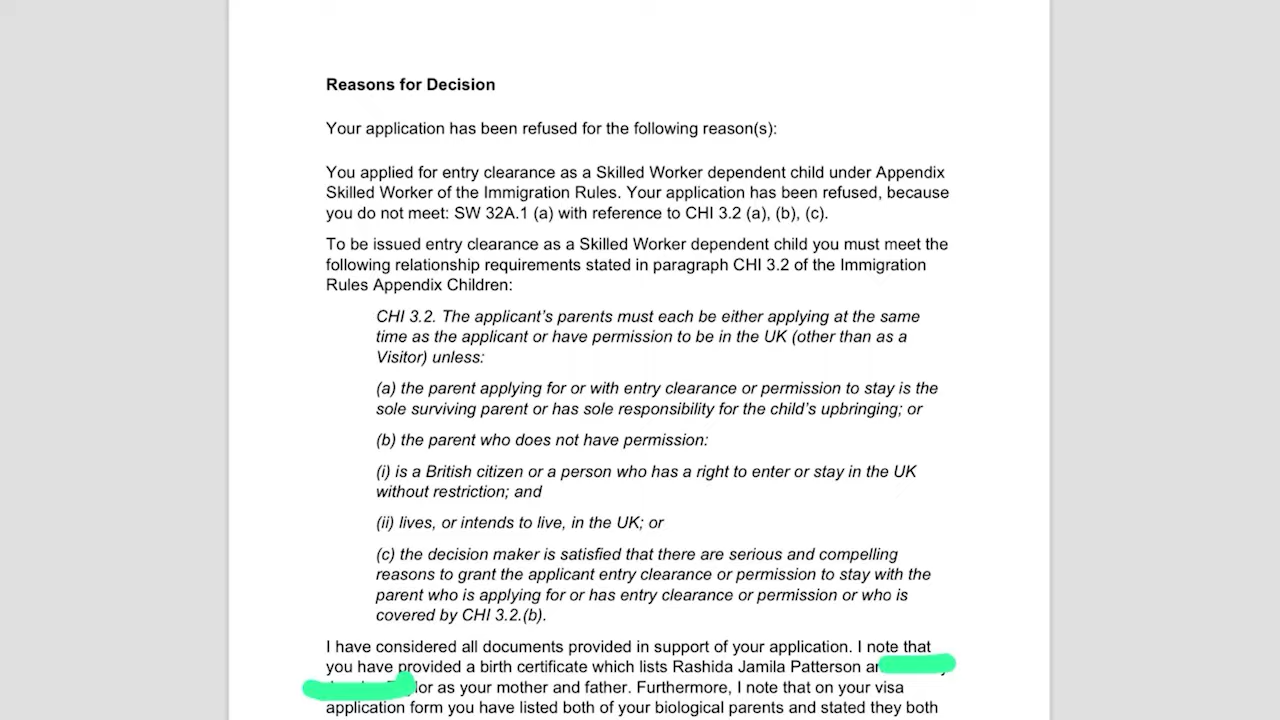 Reasons for Decision
Your application has been refused for the following reason(s):
You applied for entry clearance as a Skilled Worker dependent child under Appendix
Skilled Worker of the Immigration Rules. Your application has been refused, because
you do not meet: SW 32A.1 (a) with reference to CHI 3.2 (a), (b), (c).
To be issued entry clearance as a Skilled Worker dependent child you must meet the
following relationship requirements stated in paragraph CHI 3.2 of the Immigration
Rules Appendix Children:
CHI 3.2. The applicant’s parents must each be either applying at the same
time as the applicant or have permission to be in the UK (other than as a
Visitor) unless:
(a) the parent applying for or with entry clearance or permission to stay is the
sole surviving parent or has sole responsibility for the child’s upbringing; or
(b) the parent who does not have permission:
(i) is a British citizen or a person who has a right to enter or stay in the UK
without restriction; and
(ii) lives, or intends to live, in the UK; or
(c) the decision maker is satisfied that there are serious and compelling
reasons to grant the applicant entry clearance or permission to stay with the
parent who is applying for or has entry clearance or permission or who is
covered by CHI 3.2.(b).
I have considered all documents provided in support of your application. I note that
you have provided a birth certificate which lists Rashida Jamila Patterson
as your mother and father. Furthermore, I note that on your visa
application form you have listed both of your biological parents and stated they both